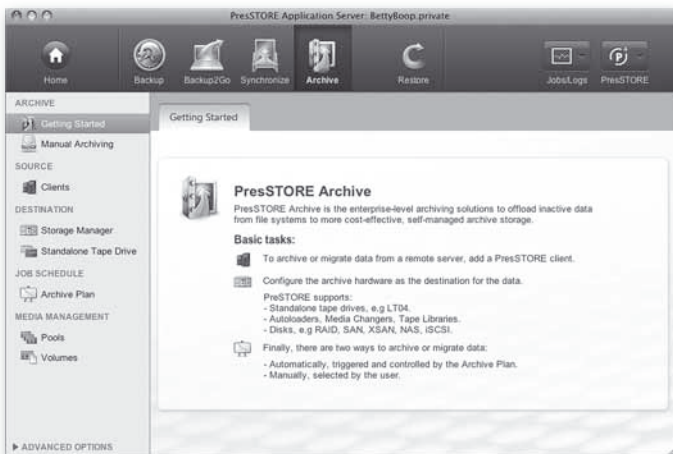 PresSTORE Application Server: BettyBoop.private
Home
Backup
Backup2Go
Synchronize
Archive
Restore
Jobs/Logs
PresSTORE
ARCHIVE
Getting Started
Manual Archiving
SOURCE
Clients
DESTINATION
Storage Manager
Standalone Tape Drive
JOB SCHEDULE
Archive Plan
MEDIA MANAGEMENT
Pools
Volumes
ADVANCED OPTIONS
Getting Started
PresSTORE Archive
PresSTORE Archive is the enterprise-level archiving solutions to offload inactive data
from file systems to more cost-effective, self-managed archive storage.
Basic tasks:
To archive or migrate data from a remote server, add a PresSTORE client.
Configure the archive hardware as the destination for the data.
PreSTORE supports:
- Standalone tape drives, e.g LT04.
- Autoloaders, Media Changers, Tape Libraries.
- Disks, e.g RAID, SAN, XSAN, NAS, iSCSI.
Finally, there are two ways to archive or migrate data:
- Automatically, triggered and controlled by the Archive Plan.
- Manually, selected by the user.